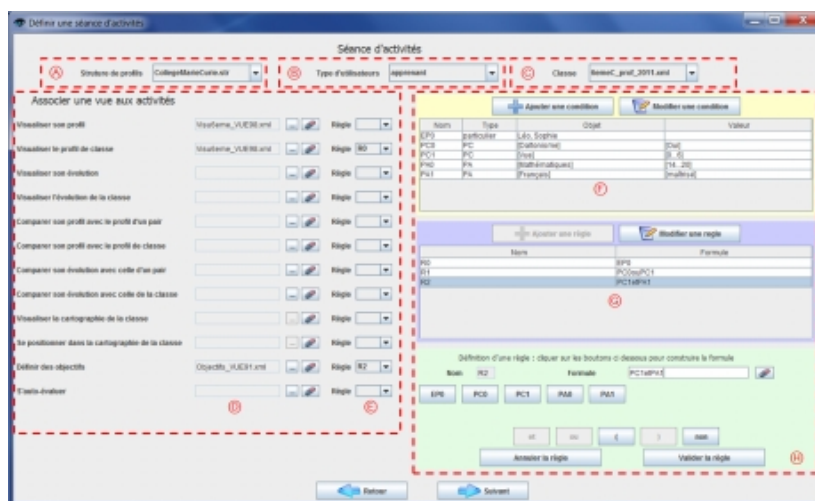 Définir une séance d'activités
Séance d'activités
A Struture de profils CollegeMarieCurie.str
B Type d'utilisateurs apprenant
C Classe 6emeC_prof_2011.xml
Associer une vue aux activités
Visualiser son profil Vous6eme_VUE00.xml ... Règle
Visualiser le profil de classe Vous6eme_VUE00.xml ... Règle R0
Visualiser son évolution ... Règle
Visualiser l'évolution de la classe ... Règle
Comparer son profil avec le profil d'un pair ... Règle
Comparer son profil avec le profil de classe ... Règle
Comparer son évolution avec celle d'un pair ... Règle
Comparer son évolution avec celle de la classe ... Règle
Visualiser la cartographie de la classe ... Règle
Se positionner dans la cartographie de la classe ... Règle
Définir des objectifs Objectifs_VUE01.xml ... Règle R2
S'auto-évaluer ... Règle
D E
Ajouter une condition Modifier une condition
Nom Type Objet Valeur
EP0 particulier Léo, Sophie
PC0 PC [Daltonisme] [Oui]
PC1 PC [Vue] [0...5]
PA0 PA [Mathématiques] [14...20]
PA1 PA [Français] [maîtrisé]
F
Ajouter une règle Modifier une règle
Nom Formule
R0 EP0
R1 PC0ouPC1
R2 PC1etPA1
G
Définition d'une règle : cliquer sur les boutons ci dessous pour construire la formule
Nom R2 Formule PC1etPA1
EP0 PC0 PC1 PA0 PA1
et ou ( ) non
Annuler la règle Valider la règle
H
Retour Suivant